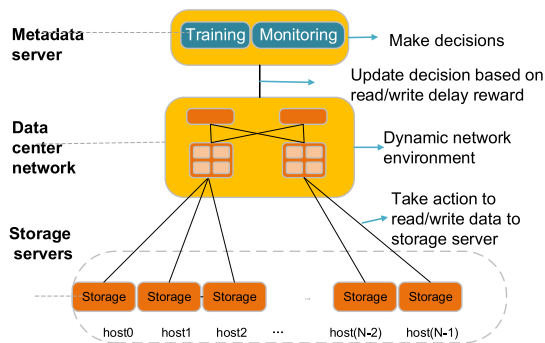 Metadata
server
Training
Monitoring
Make decisions
Update decision based on
read/write delay reward
Data
center
network
Dynamic network
environment
Take action to
read/write data to
storage server
Storage
servers
Storage
Storage
Storage
...
Storage
Storage
host0
host1
host2
...
host(N-2)
host(N-1)